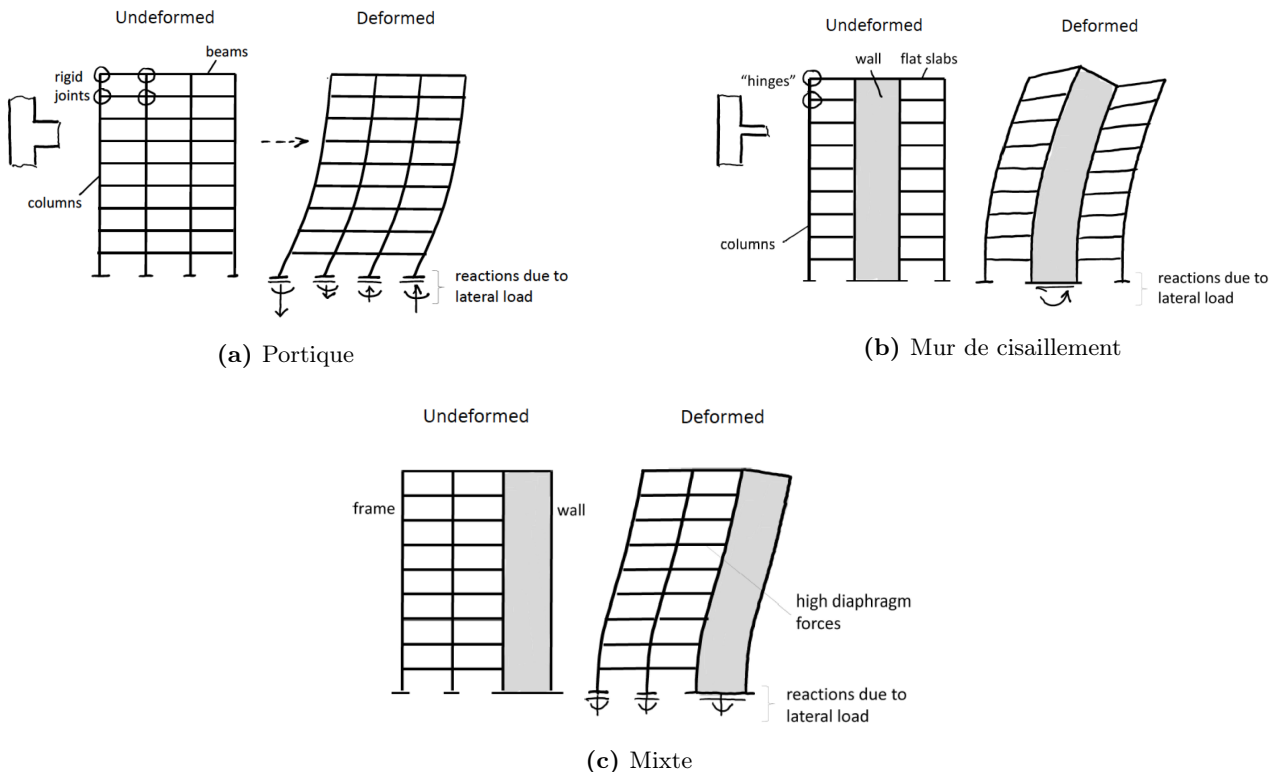 Undeformed
Deformed
beams
rigid
joints
columns
reactions due to
lateral load
(a) Portique
Undeformed
Deformed
wall
flat slabs
"hinges"
columns
reactions due to
lateral load
(b) Mur de cisaillement
Undeformed
Deformed
frame
wall
high diaphragm
forces
reactions due to
lateral load
(c) Mixte